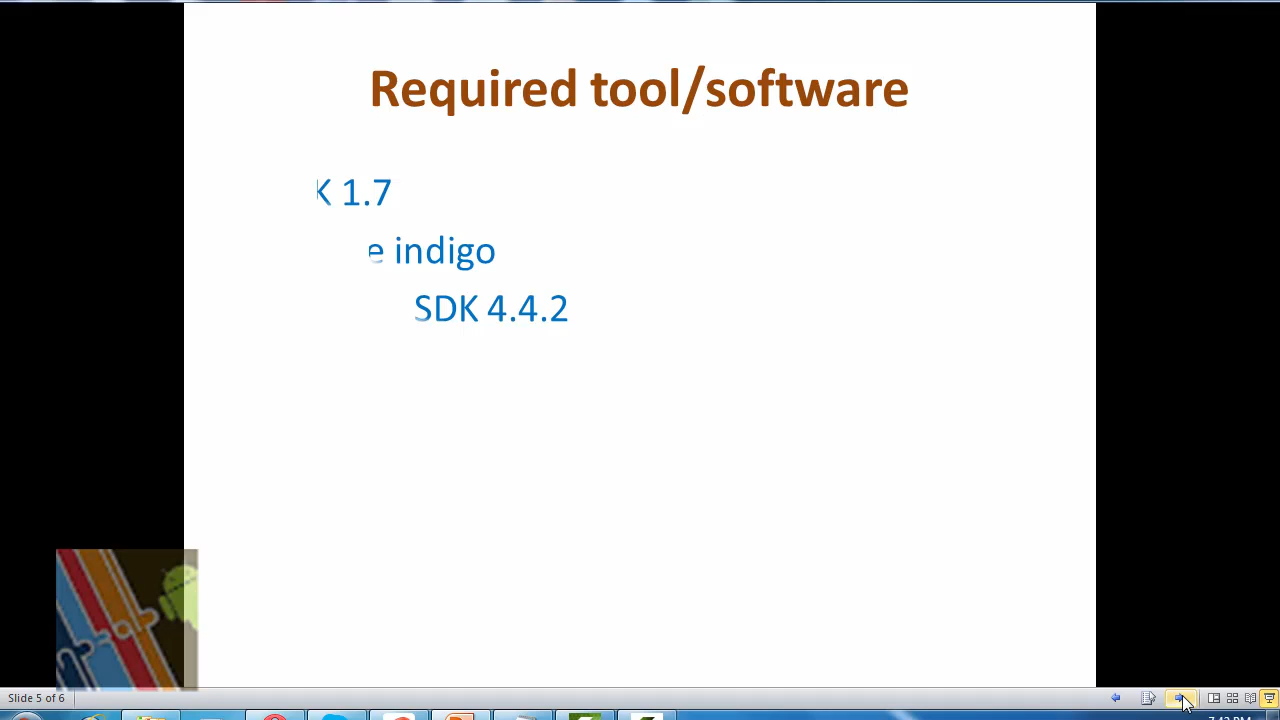 Required tool/software
K 1.7
e indigo
SDK 4.4.2
Slide 5 of 6